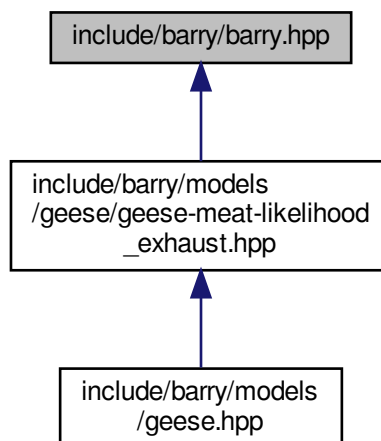 include/barry/barry.hpp
include/barry/models
/geese/geese-meat-likelihood
_exhaust.hpp
include/barry/models
/geese.hpp